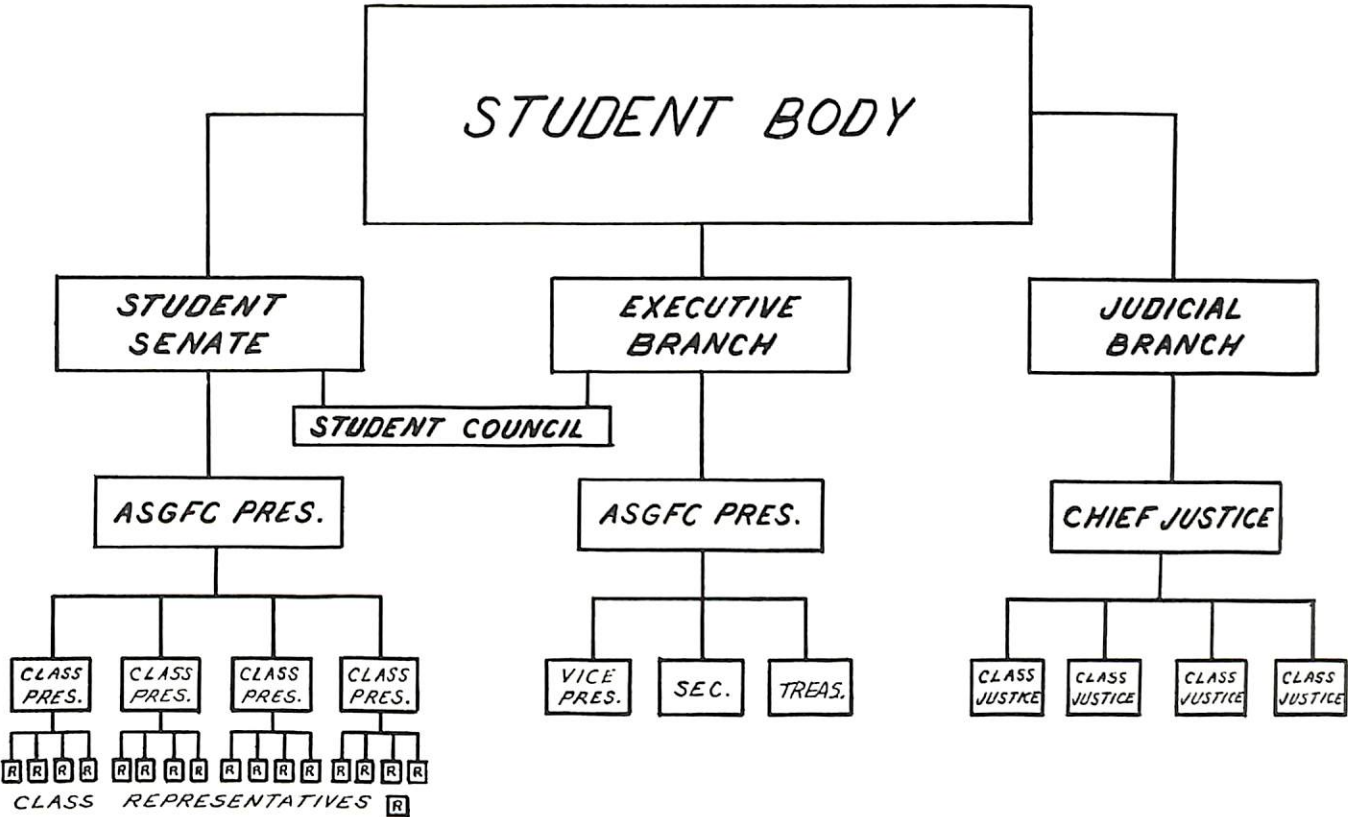 STUDENT BODY
STUDENT
SENATE
EXECUTIVE
BRANCH
JUDICIAL
BRANCH
STUDENT COUNCIL
ASGFC PRES.
ASGFC PRES.
CHIEF JUSTICE
CLASS
PRES.
CLASS
PRES.
CLASS
PRES.
CLASS
PRES.
VICE
PRES.
SEC.
TREAS.
CLASS
JUSTICE
CLASS
JUSTICE
CLASS
JUSTICE
CLASS
JUSTICE
R R R R R R R R R R R R R R R R
CLASS REPRESENTATIVES R